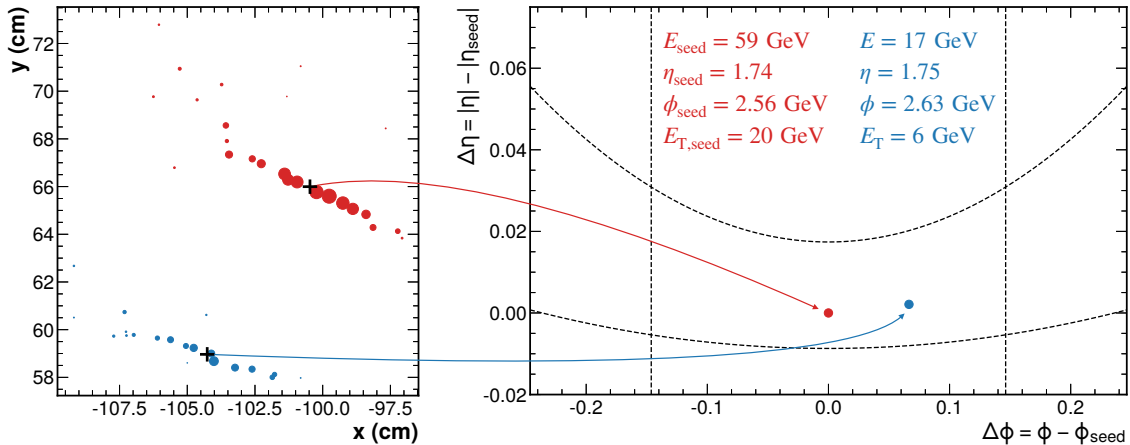 y (cm)
72
70
68
66
64
62
60
58
-107.5
-105.0
-102.5
-100.0
-97.5
x (cm)
Δη = |η| − |η_seed|
0.06
0.04
0.02
0.00
-0.02
E_seed = 59 GeV
η_seed = 1.74
ϕ_seed = 2.56 GeV
E_T,seed = 20 GeV
E = 17 GeV
η = 1.75
ϕ = 2.63 GeV
E_T = 6 GeV
-0.2
-0.1
0.0
0.1
0.2
Δϕ = ϕ − ϕ_seed